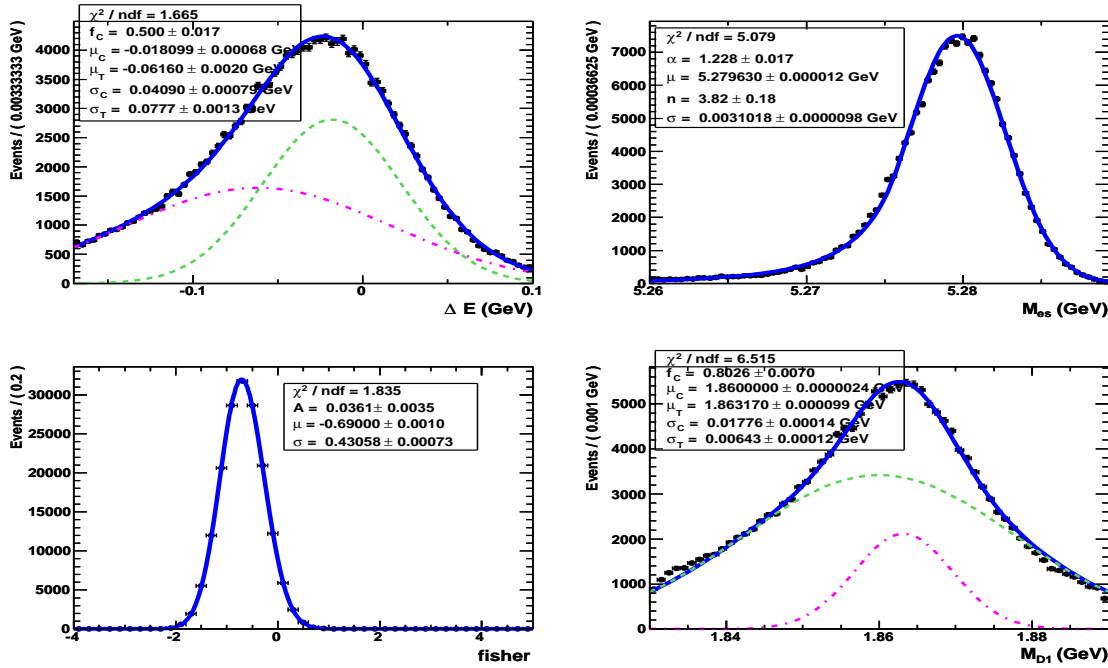 χ² / ndf = 1.665
f_C = 0.500 ± 0.017
μ_C = -0.018099 ± 0.00068 GeV
μ_T = -0.06160 ± 0.0020 GeV
σ_C = 0.04090 ± 0.00079 GeV
σ_T = 0.0777 ± 0.0013 GeV
Events / ( 0.00333333 GeV
4000
3500
3000
2500
2000
1500
1000
500
0
-0.1
0
0.1
Δ E (GeV)
χ² / ndf = 5.079
α = 1.228 ± 0.017
μ = 5.279630 ± 0.000012 GeV
n = 3.82 ± 0.18
σ = 0.0031018 ± 0.0000098 GeV
Events / ( 0.00036625 GeV
7000
6000
5000
4000
3000
2000
1000
0
5.26
5.27
5.28
M_es (GeV)
χ² / ndf = 1.835
A = 0.0361 ± 0.0035
μ = -0.69000 ± 0.0010
σ = 0.43058 ± 0.00073
Events / ( 0.2 )
30000
25000
20000
15000
10000
5000
0
-4
-2
0
2
4
fisher
χ² / ndf = 6.515
f_C = 0.8026 ± 0.0070
μ_C = 1.8600000 ± 0.0000024 GeV
μ_T = 1.863170 ± 0.000099 GeV
σ_C = 0.01776 ± 0.00014 GeV
σ_T = 0.00643 ± 0.00012 GeV
Events / ( 0.001 GeV )
5000
4000
3000
2000
1000
0
1.84
1.86
1.88
M_D1 (GeV)